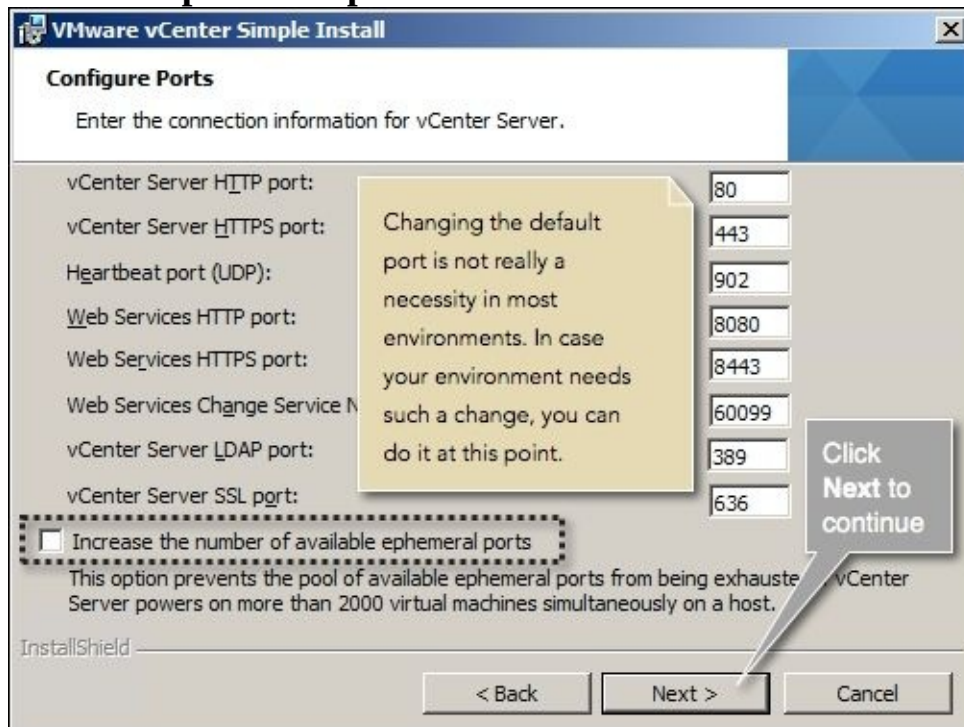 VMware vCenter Simple Install
Configure Ports
Enter the connection information for vCenter Server.
vCenter Server HTTP port: 80
vCenter Server HTTPS port: 443
Heartbeat port (UDP): 902
Web Services HTTP port: 8080
Web Services HTTPS port: 8443
Web Services Change Service N 60099
vCenter Server LDAP port: 389
vCenter Server SSL port: 636
Changing the default
port is not really a
necessity in most
environments. In case
your environment needs
such a change, you can
do it at this point.
Increase the number of available ephemeral ports
This option prevents the pool of available ephemeral ports from being exhauste vCenter
Server powers on more than 2000 virtual machines simultaneously on a host.
Click
Next to
continue
InstallShield
< Back Next > Cancel